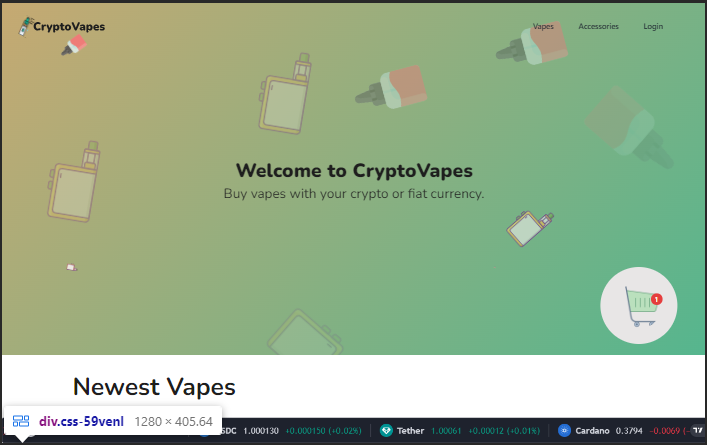 CryptoVapes
Vapes Accessories Login
Welcome to CryptoVapes
Buy vapes with your crypto or fiat currency.
1
Newest Vapes
div.css-59venl 1280 × 405.64
SDC 1.000130 +0.000150 (+0.02%) Tether 1.00061 +0.00012 (+0.01%) Cardano 0.3794 -0.0069 (-